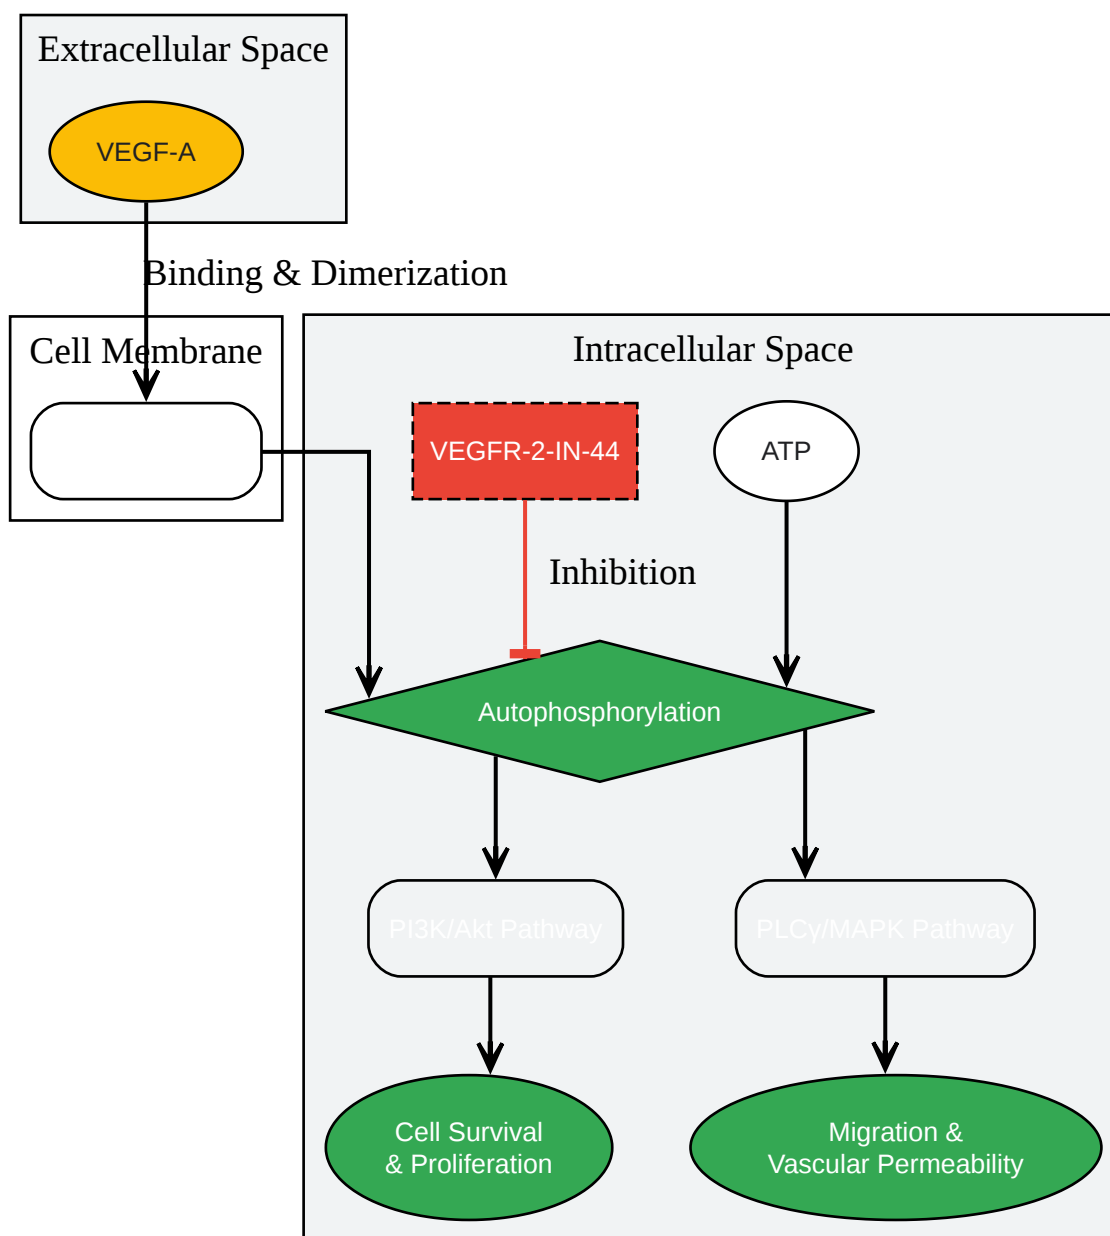 Extracellular Space
VEGF-A
Binding & Dimerization
Cell Membrane
Intracellular Space
VEGFR-2-IN-44
ATP
Inhibition
Autophosphorylation
PI3K/Akt Pathway
PLCγ/MAPK Pathway
Cell Survival
& Proliferation
Migration &
Vascular Permeability